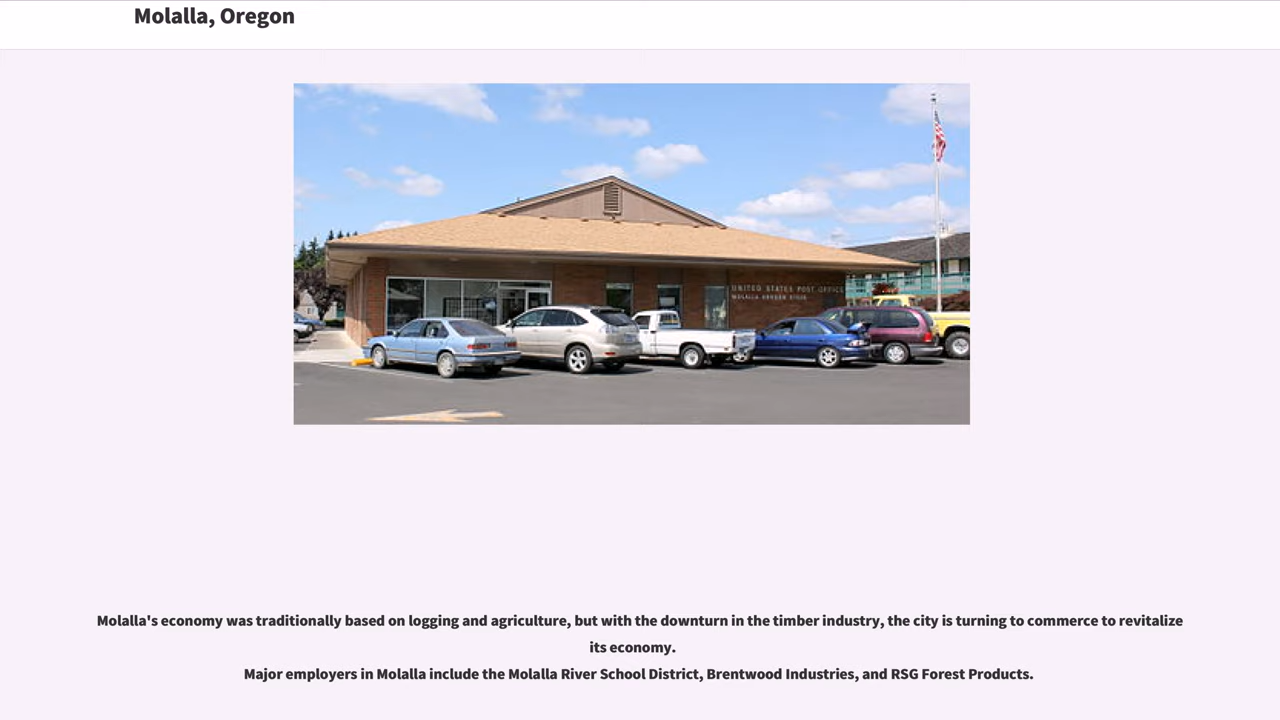 Molalla, Oregon
UNITED STATES POST OFFICE
MOLALLA OREGON
Molalla's economy was traditionally based on logging and agriculture, but with the downturn in the timber industry, the city is turning to commerce to revitalize
its economy.
Major employers in Molalla include the Molalla River School District, Brentwood Industries, and RSG Forest Products.